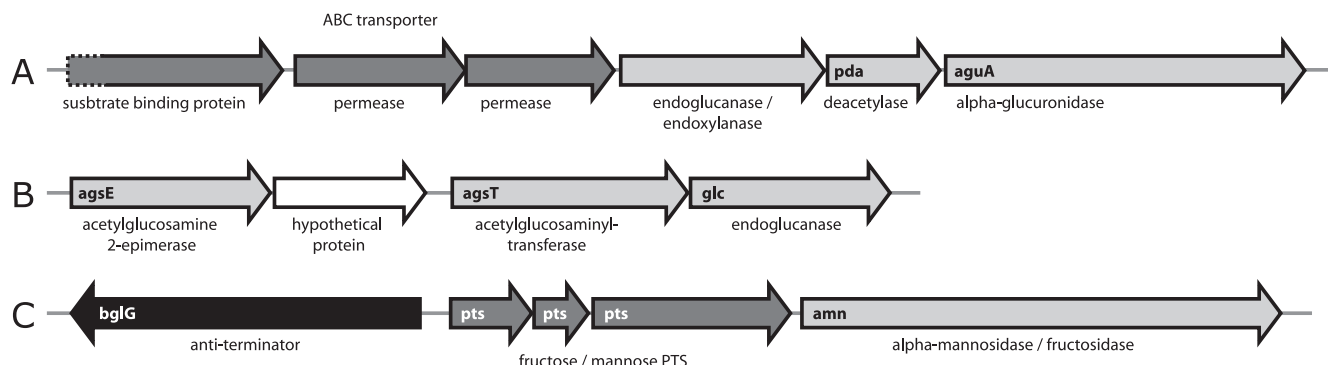 ABC transporter
A
pda
aguA
susbtrate binding protein
permease
permease
endoglucanase /
endoxylanase
deacetylase
alpha-glucuronidase
B
agsE
agsT
glc
acetylglucosamine
2-epimerase
hypothetical
protein
acetylglucosaminyl-
transferase
endoglucanase
C
bglG
pts
pts
pts
amn
anti-terminator
fructose / mannose PTS
alpha-mannosidase / fructosidase